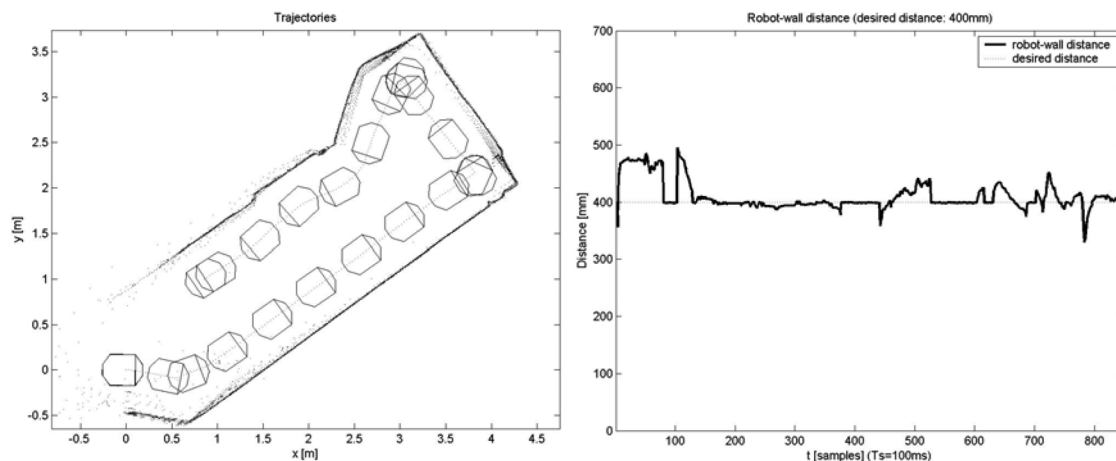 Trajectories
3.5
3
2.5
2
1.5
1
0.5
0
-0.5
y [m]
-0.5 0 0.5 1 1.5 2 2.5 3 3.5 4 4.5
x [m]
Robot-wall distance (desired distance: 400mm)
700
600
500
400
300
200
Distance [mm]
robot-wall distance
desired distance
100 200 300 400 500 600 700 800
t [samples] (Ts=100ms)